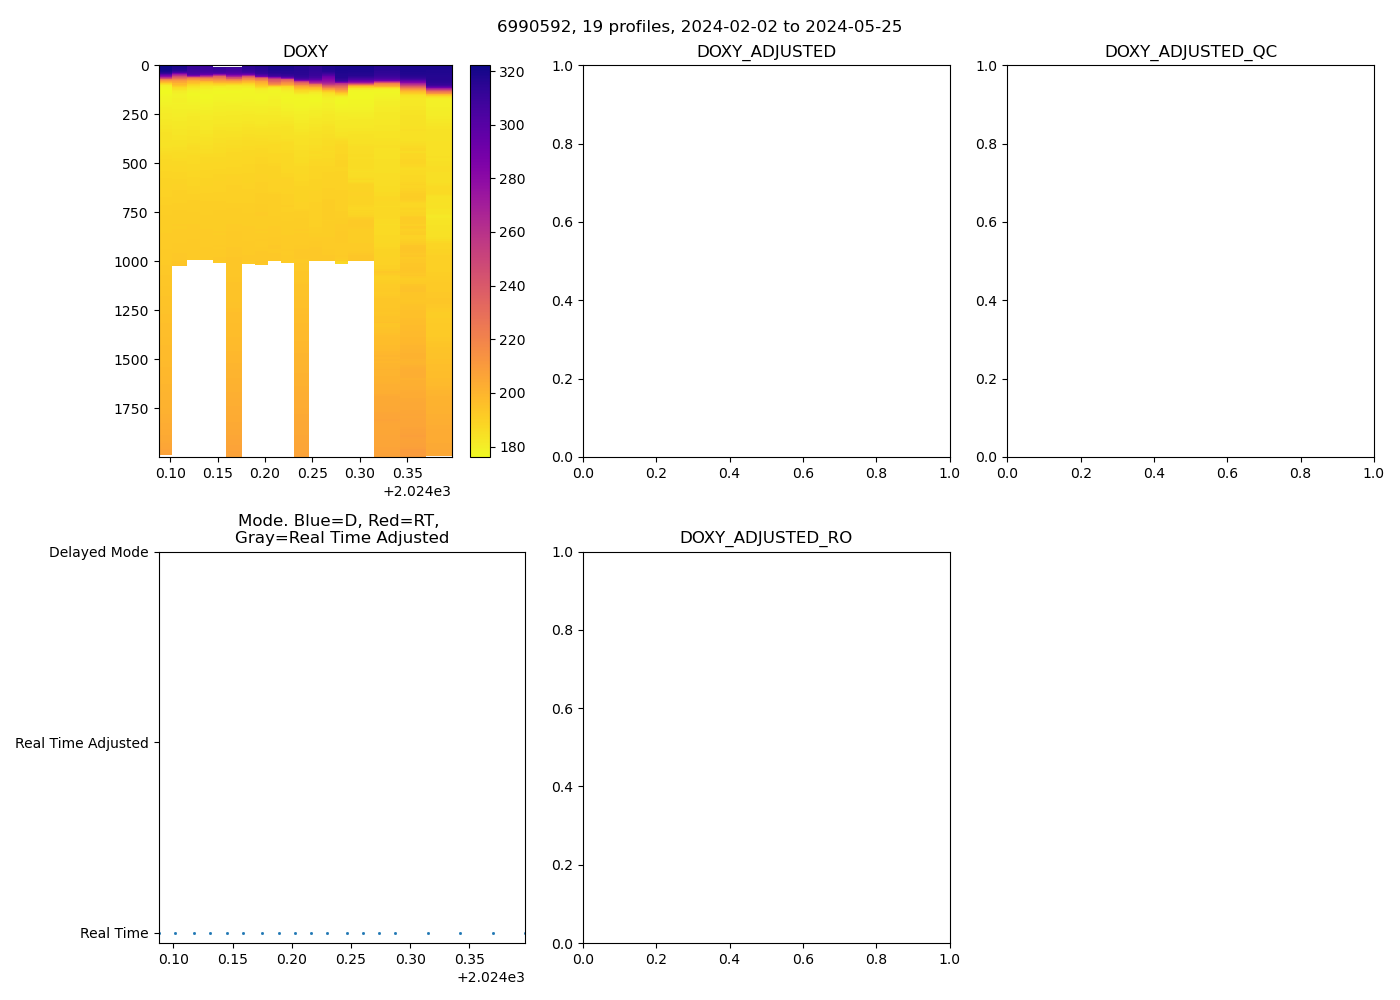 6990592, 19 profiles, 2024-02-02 to 2024-05-25
DOXY
0
250
500
750
1000
1250
1500
1750
0.10 0.15 0.20 0.25 0.30 0.35
+2.024e3
320
300
280
260
240
220
200
180
DOXY_ADJUSTED
1.0
0.8
0.6
0.4
0.2
0.0
0.0 0.2 0.4 0.6 0.8 1.0
DOXY_ADJUSTED_QC
1.0
0.8
0.6
0.4
0.2
0.0
0.0 0.2 0.4 0.6 0.8 1.0
Mode. Blue=D, Red=RT,
Gray=Real Time Adjusted
Delayed Mode
Real Time Adjusted
Real Time
0.10 0.15 0.20 0.25 0.30 0.35
+2.024e3
DOXY_ADJUSTED_RO
1.0
0.8
0.6
0.4
0.2
0.0
0.0 0.2 0.4 0.6 0.8 1.0